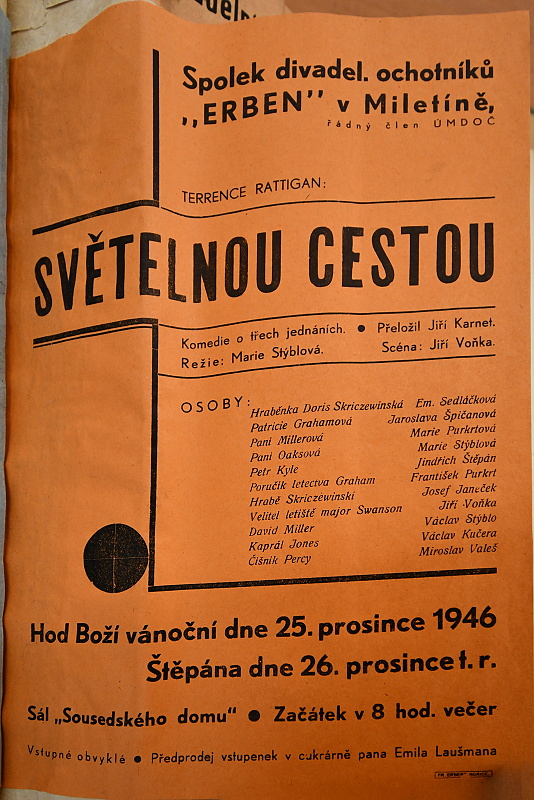 Spolek divadel. ochotníků
„ERBEN” v Miletíně,
řádný člen ÚMDOČ
TERRENCE RATTIGAN:
SVĚTELNOU CESTOU
Komedie o třech jednáních. ● Přeložil Jiří Karnet.
Režie: Marie Stýblová. Scéna: Jiří Voňka.
OSOBY:
Hraběnka Doris Skriczewinská Em. Sedláčková
Patricie Grahamová Jaroslava Špičanová
Paní Millerová Marie Purkrtová
Paní Oaksová Marie Stýblová
Petr Kyle Jindřich Štěpán
Poručík letectva Graham František Purkrt
Hrabě Skriczewinski Josef Janeček
Velitel letiště major Swanson Jiří Voňka
David Miller Václav Stýblo
Kaprál Jones Václav Kučera
Číšník Percy Miroslav Valeš
Hod Boží vánoční dne 25. prosince 1946
Štěpána dne 26. prosince t. r.
Sál „Sousedského domu“ ● Začátek v 8 hod. večer
Vstupné obvyklé ● Předprodej vstupenek v cukrárně pana Emila Laušmana